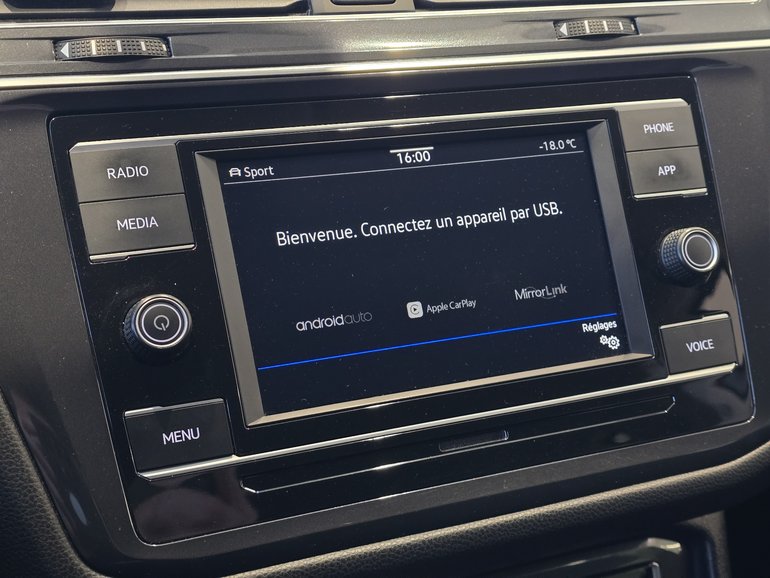 RADIO
MEDIA
MENU
Sport
16:00
-18.0 °C
Bienvenue. Connectez un appareil par USB.
androidauto
Apple CarPlay
MirrorLink
Réglages
PHONE
APP
VOICE